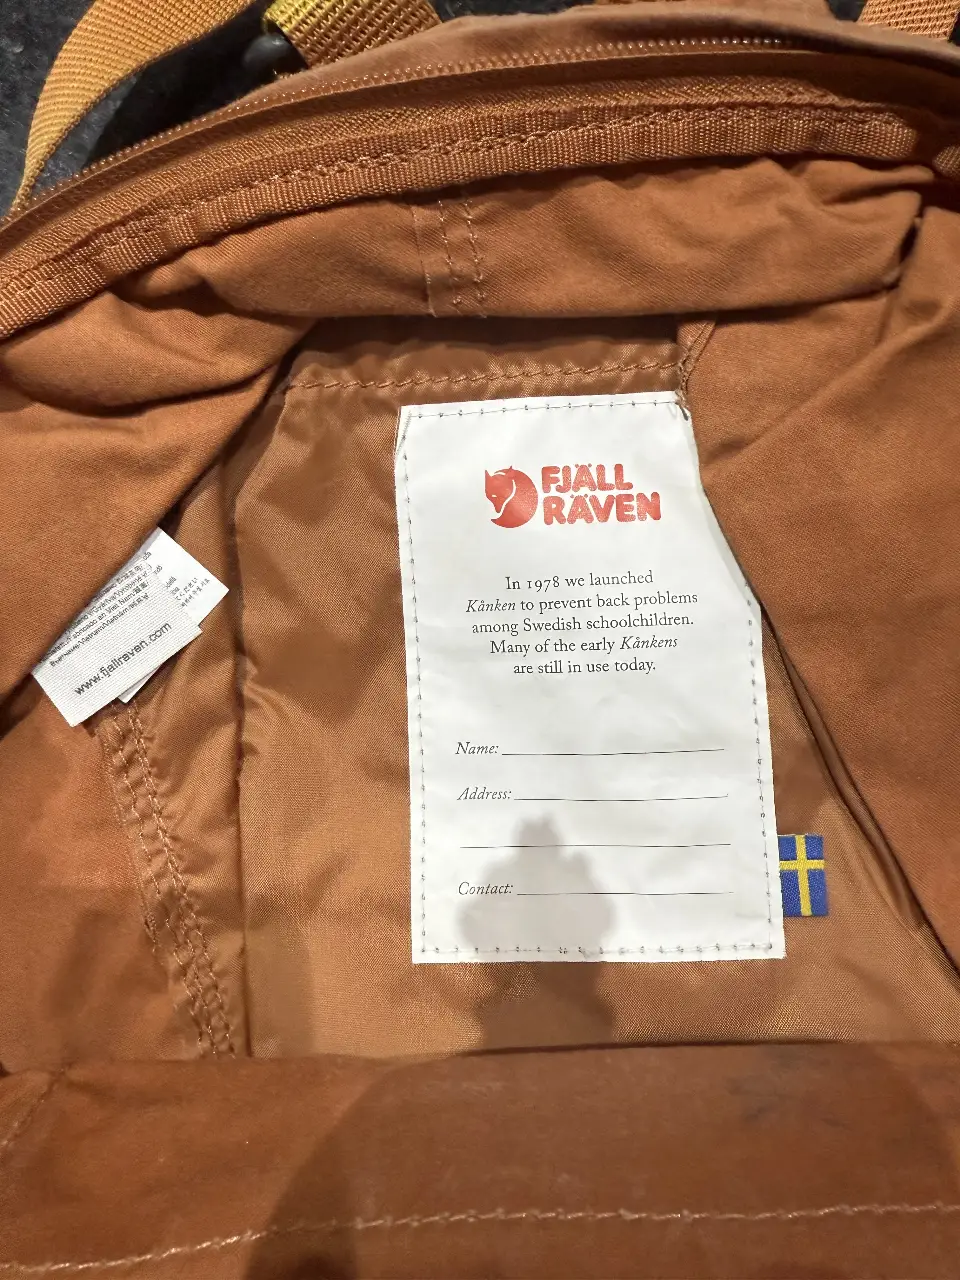 FJÄLL
RÄVEN
In 1978 we launched
Kånken to prevent back problems
among Swedish schoolchildren.
Many of the early Kånkens
are still in use today.
Name:
Address:
Contact:
www.fjallraven.com